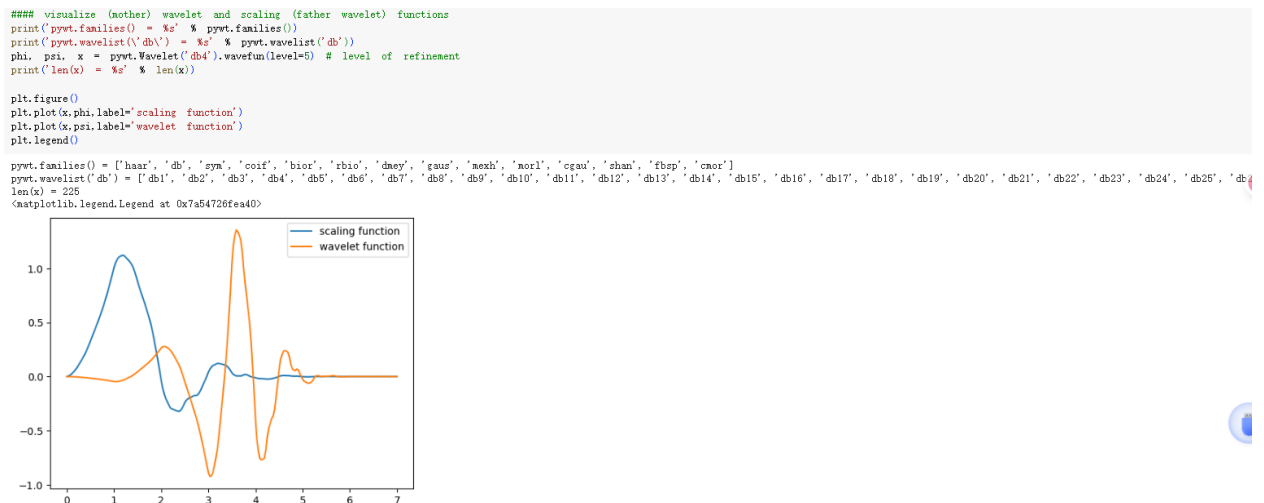 #### visualize (mother) wavelet and scaling (father wavelet) functions
print('pywt.families() = %s' % pywt.families())
print('pywt.wavelist(\'db\') = %s' % pywt.wavelist('db'))
phi, psi, x = pywt.Wavelet('db4').wavefun(level=5) # level of refinement
print('len(x) = %s' % len(x))
plt.figure()
plt.plot(x,phi,label='scaling function')
plt.plot(x,psi,label='wavelet function')
plt.legend()
pywt.families() = ['haar', 'db', 'sym', 'coif', 'bior', 'rbio', 'dmey', 'gaus', 'mexh', 'morl', 'cgau', 'shan', 'fbsp', 'cmor']
pywt.wavelist('db') = ['db1', 'db2', 'db3', 'db4', 'db5', 'db6', 'db7', 'db8', 'db9', 'db10', 'db11', 'db12', 'db13', 'db14', 'db15', 'db16', 'db17', 'db18', 'db19', 'db20', 'db21', 'db22', 'db23', 'db24', 'db25',
len(x) = 225
<matplotlib.legend.Legend at 0x7a54726fea40>
scaling function
wavelet function
1.0
0.5
0.0
−0.5
−1.0
0 1 2 3 4 5 6 7